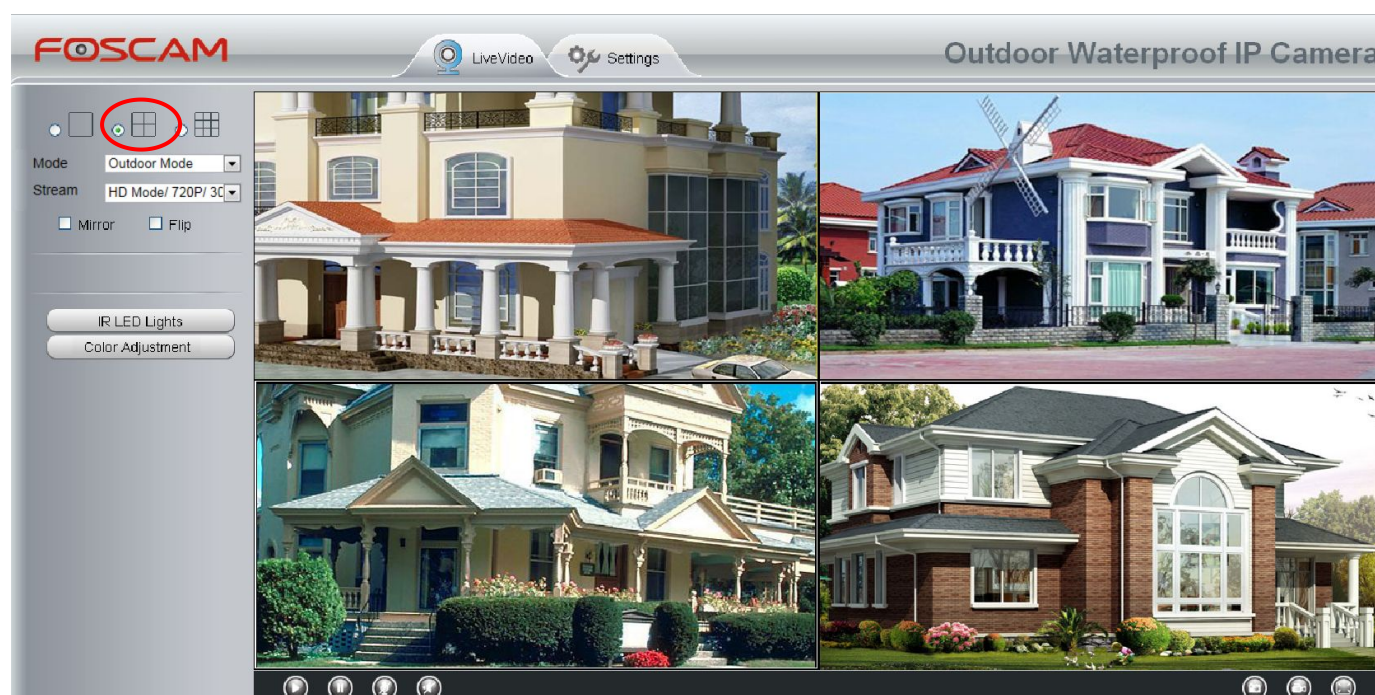 FOSCAM
LiveVideo
Settings
Outdoor Waterproof IP Camera
Mode
Outdoor Mode
Stream
HD Mode/ 720P/ 30
Mirror
Flip
IR LED Lights
Color Adjustment